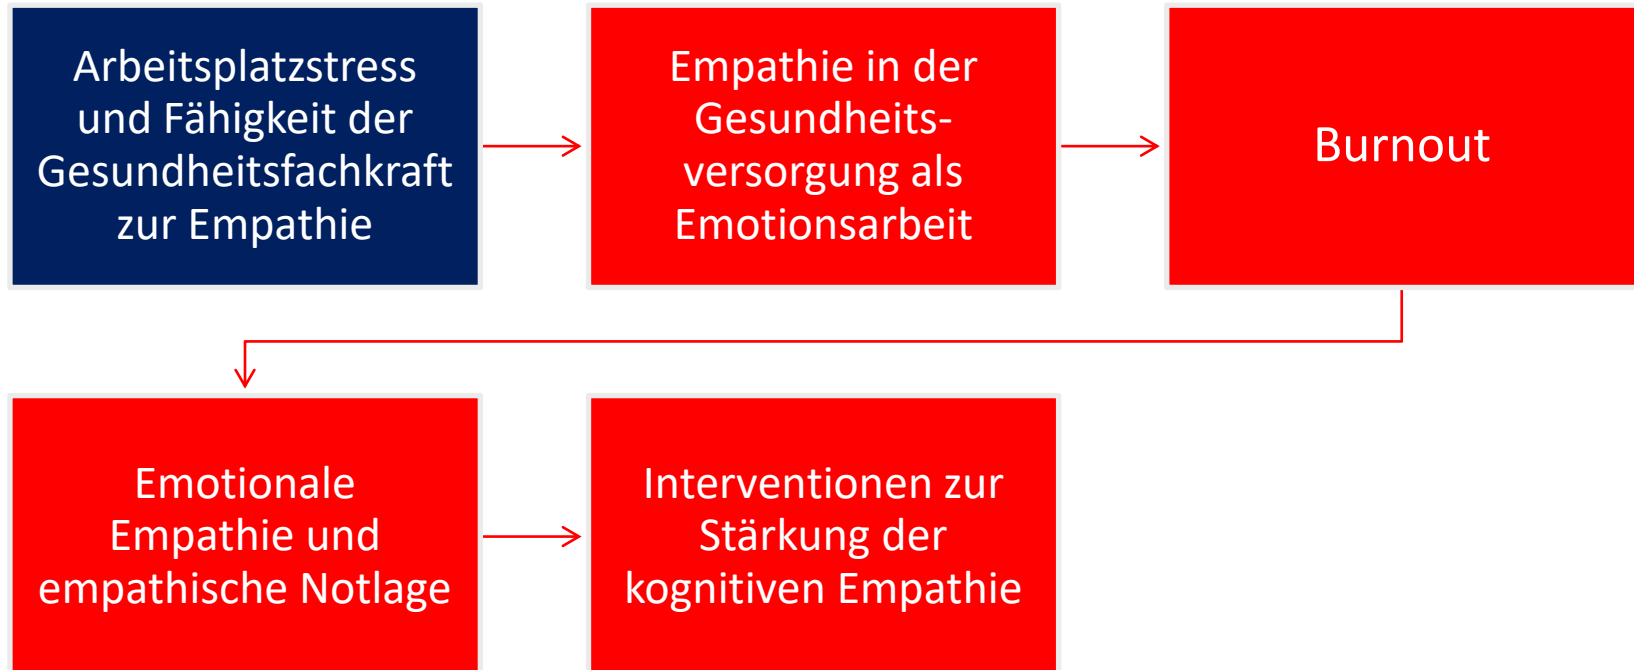 Arbeitsplatzstress
und Fähigkeit der
Gesundheitsfachkraft
zur Empathie
Empathie in der
Gesundheits-
versorgung als
Emotionsarbeit
Burnout
Emotionale
Empathie und
empathische Notlage
Interventionen zur
Stärkung der
kognitiven Empathie